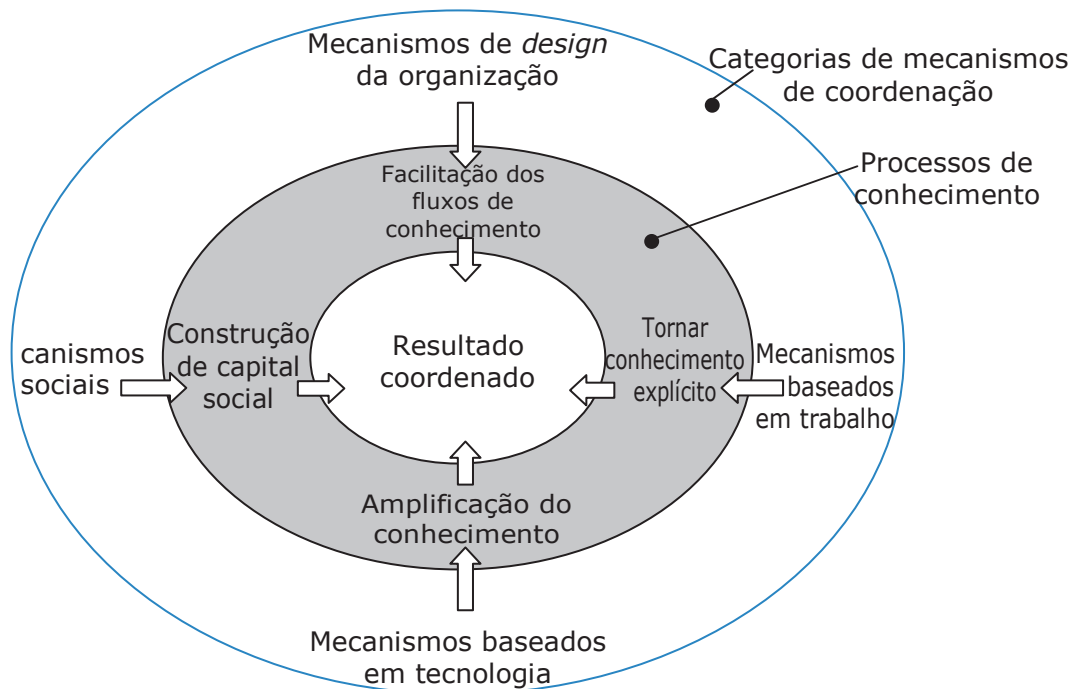 Mecanismos de design
da organização
Categorias de mecanismos
de coordenação
Processos de
conhecimento
Facilitação dos
fluxos de
conhecimento
canismos
sociais
Construção
de capital
social
Resultado
coordenado
Tornar
conhecimento
explícito
Mecanismos
baseados
em trabalho
Amplificação do
conhecimento
Mecanismos baseados
em tecnologia